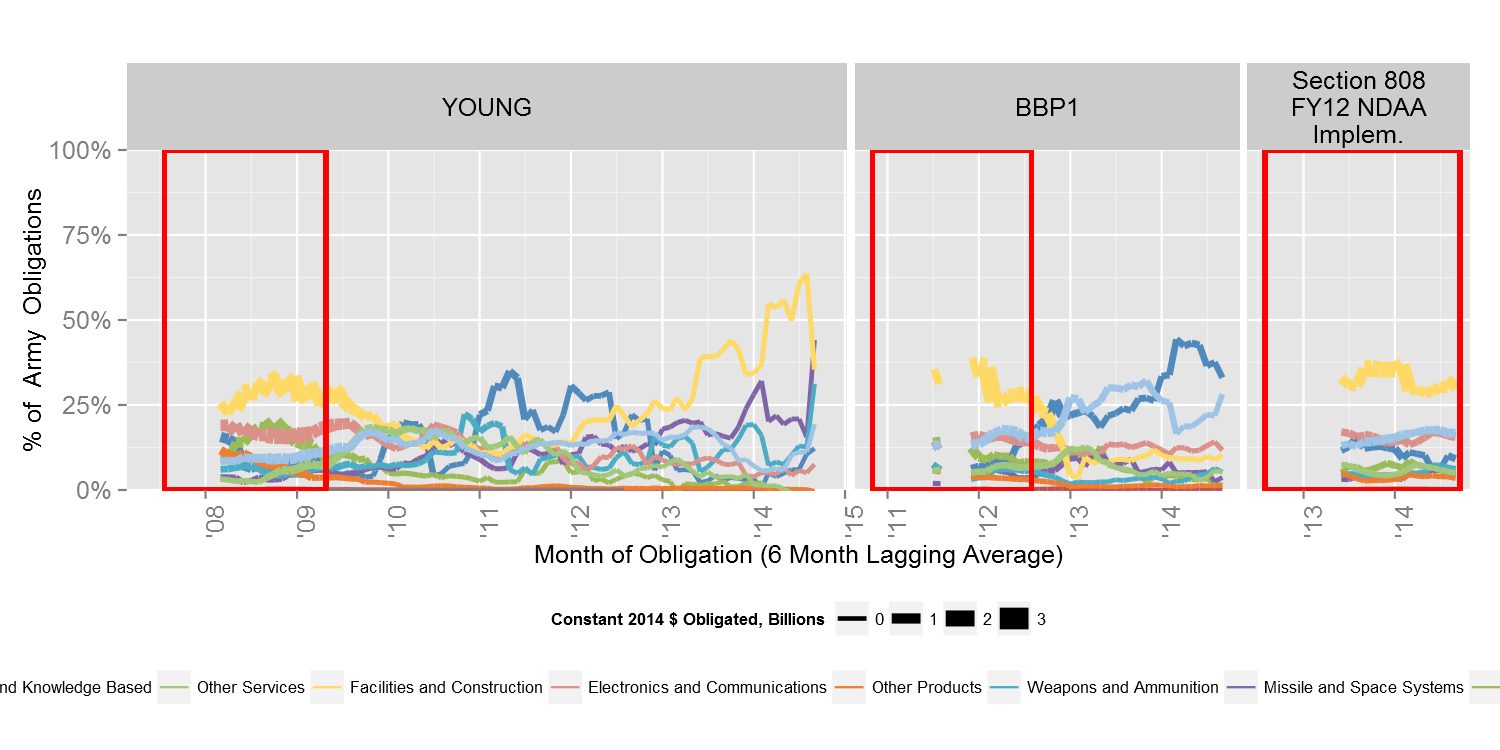 YOUNG
BBP1
Section 808
FY12 NDAA
Implem.
% of Army Obligations
100%
75%
50%
25%
0%
'08
'09
'10
'11
'12
'13
'14
'15
'11
'12
'13
'14
'13
'14
Month of Obligation (6 Month Lagging Average)
Constant 2014 $ Obligated, Billions 0 1 2 3
nd Knowledge Based Other Services Facilities and Construction Electronics and Communications Other Products Weapons and Ammunition Missile and Space Systems